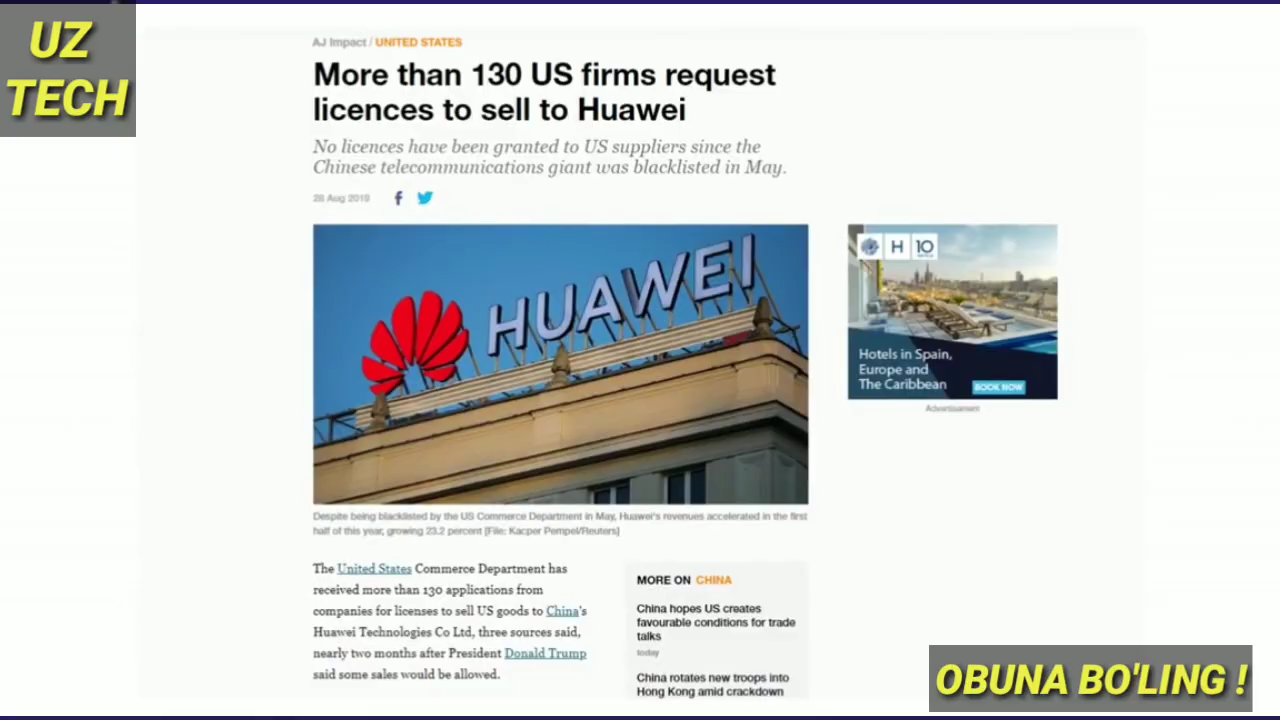 UZ
TECH
AJ Impact / UNITED STATES
More than 130 US firms request
licences to sell to Huawei
No licences have been granted to US suppliers since the
Chinese telecommunications giant was blacklisted in May.
28 Aug 2019
HUAWEI
H 10
Hotels in Spain,
Europe and
The Caribbean
BOOK NOW
Advertisement
Despite being blacklisted by the US Commerce Department in May, Huawei's revenues accelerated in the first
half of this year, growing 23.2 percent [File: Kacper Pempel/Reuters]
The United States Commerce Department has
received more than 130 applications from
companies for licenses to sell US goods to China's
Huawei Technologies Co Ltd, three sources said,
nearly two months after President Donald Trump
said some sales would be allowed.
MORE ON CHINA
China hopes US creates
favourable conditions for trade
talks
today
China rotates new troops into
Hong Kong amid crackdown
OBUNA BO'LING !